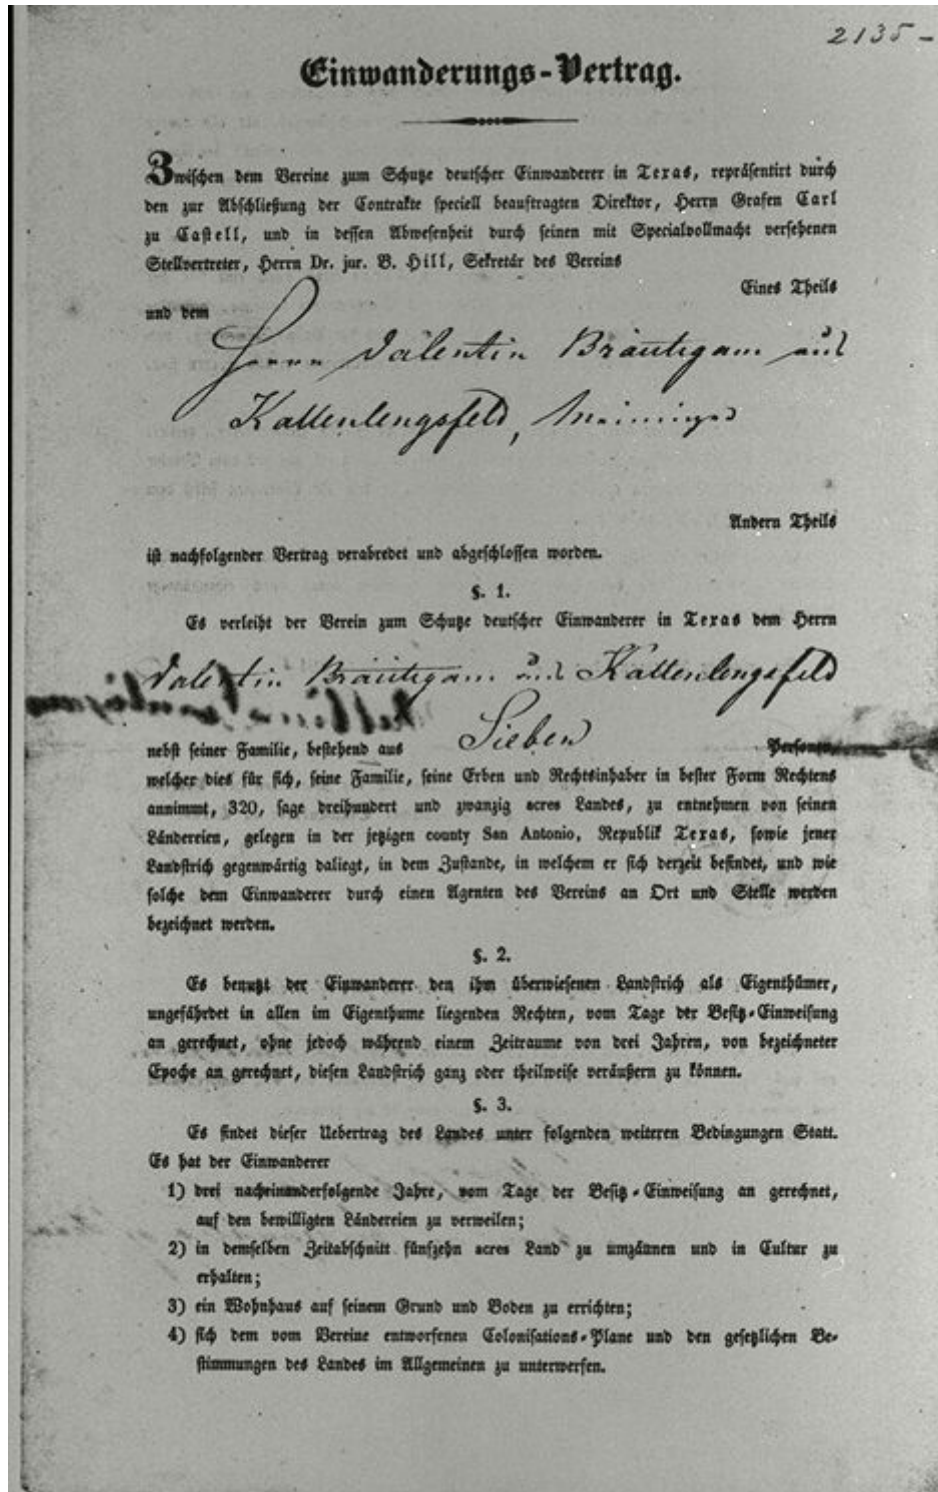 2135-
Einwanderungs-Vertrag.
Zwischen dem Vereine zum Schutze deutscher Einwanderer in Texas, repräsentirt durch
den zur Abschließung der Contrakte speciell beauftragten Direktor, Herrn Grafen Carl
zu Castell, und in dessen Abwesenheit durch seinen mit Specialvollmacht versehenen
Stellvertreter, Herrn Dr. jur. B. Hill, Sekretär des Vereins
Eines Theils
und dem
Herrn Valentin Bräutigam aus
Kaltenlengsfeld, Meiningen
Andern Theils
ist nachfolgender Vertrag verabredet und abgeschlossen worden.
§. 1.
Es verleiht der Verein zum Schutze deutscher Einwanderer in Texas dem Herrn
Valentin Bräutigam aus Kaltenlengsfeld
nebst seiner Familie, bestehend aus Sieben Personen,
welcher dies für sich, seine Familie, seine Erben und Rechtsinhaber in bester Form Rechtens
annimmt, 320, sage dreihundert und zwanzig acres Landes, zu entnehmen von seinen
Ländereien, gelegen in der jetzigen county San Antonio, Republik Texas, sowie jener
Landstrich gegenwärtig daliegt, in dem Zustande, in welchem er sich derzeit befindet, und wie
solche dem Einwanderer durch einen Agenten des Vereins an Ort und Stelle werden
bezeichnet werden.
§. 2.
Es benutzt der Einwanderer den ihm überwiesenen Landstrich als Eigenthümer,
ungefährdet in allen im Eigenthume liegenden Rechten, vom Tage der Besitz-Einweisung
an gerechnet, ohne jedoch während einem Zeitraume von drei Jahren, von bezeichneter
Epoche an gerechnet, diesen Landstrich ganz oder theilweise veräußern zu können.
§. 3.
Es findet dieser Uebertrag des Landes unter folgenden weiteren Bedingungen Statt.
Es hat der Einwanderer
1) drei nacheinanderfolgende Jahre, vom Tage der Besitz-Einweisung an gerechnet,
auf den bewilligten Ländereien zu verweilen;
2) in demselben Zeitabschnitt fünfzehn acres Land zu umzäunen und in Cultur zu
erhalten;
3) ein Wohnhaus auf seinem Grund und Boden zu errichten;
4) sich dem vom Vereine entworfenen Colonisations-Plane und den gesetzlichen Be-
stimmungen des Landes im Allgemeinen zu unterwerfen.